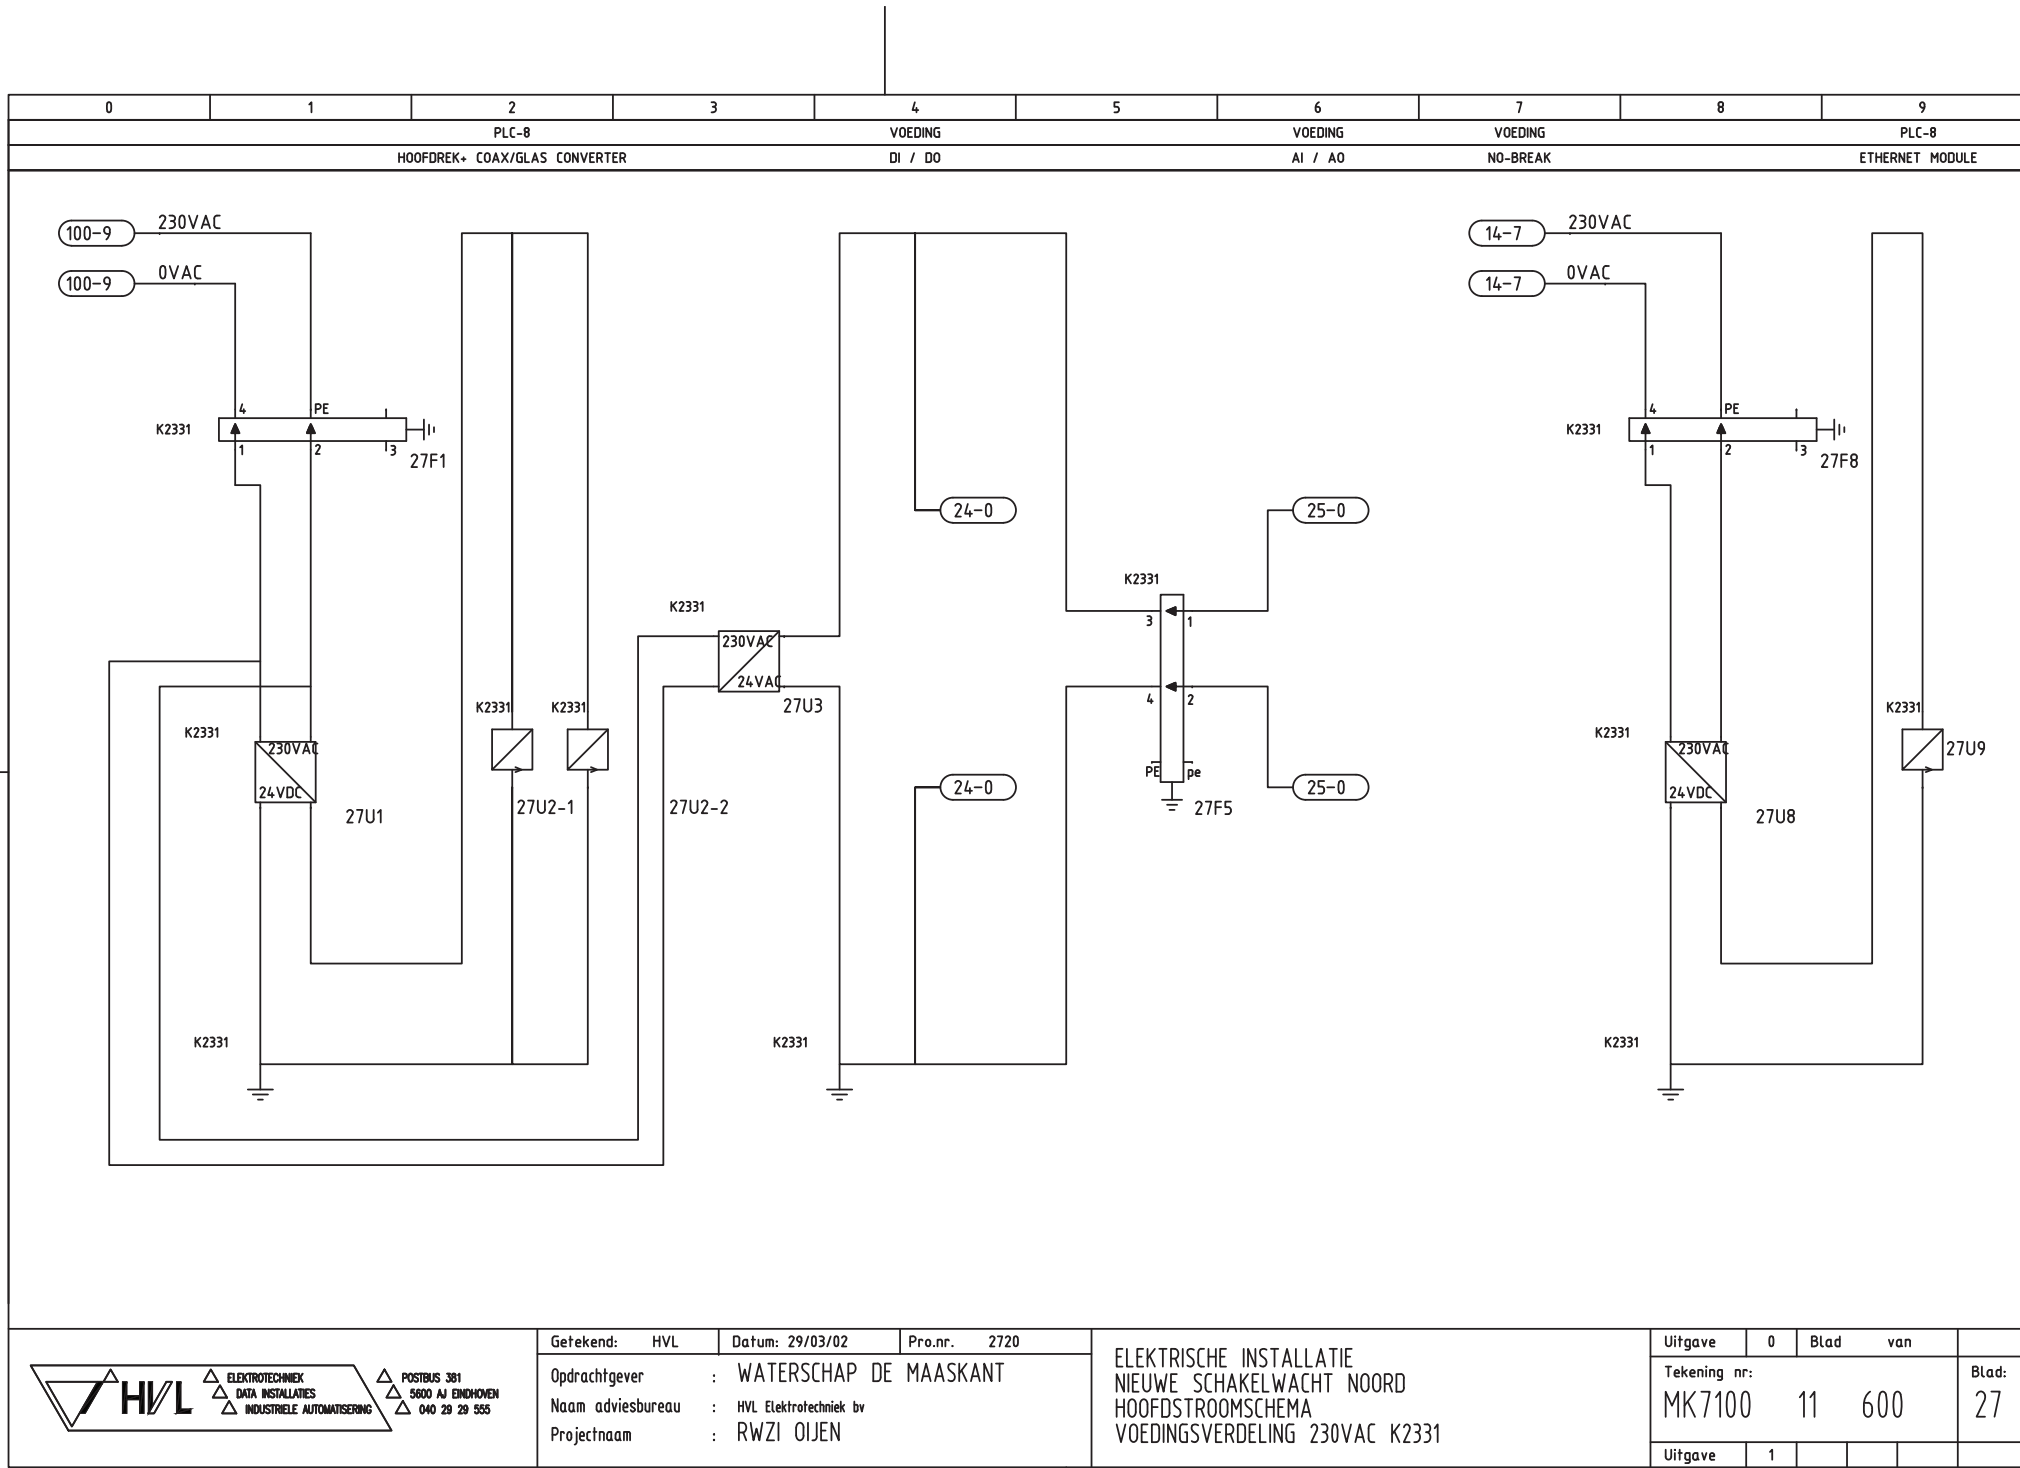 0 1 2 3 4 5 6 7 8 9
PLC-8 VOEDING VOEDING VOEDING PLC-8
HOOFDREK+ COAX/GLAS CONVERTER DI / DO AI / AO NO-BREAK ETHERNET MODULE
100-9 230VAC 14-7 230VAC
100-9 0VAC 14-7 0VAC
4 PE 4 PE
K2331 K2331
1 2 3 1 2 3
27F1 27F8
24-0 25-0
K2331
K2331
3 1
230VAC
24VAC
4 2
27U3
K2331 K2331 K2331
K2331 K2331
230VAC 230VAC 27U9
PE pe
24VDC 24-0 25-0 24VDC
27U1 27U2-1 27U2-2 27F5 27U8
K2331 K2331 K2331
Getekend: HVL Datum: 29/03/02 Pro.nr. 2720
Opdrachtgever : WATERSCHAP DE MAASKANT
Naam adviesbureau : HVL Elektrotechniek bv
Projectnaam : RWZI OIJEN
HVL
ELEKTROTECHNIEK
DATA INSTALLATIES
INDUSTRIELE AUTOMATISERING
POSTBUS 381
5600 AJ EINDHOVEN
040 29 29 555
ELEKTRISCHE INSTALLATIE
NIEUWE SCHAKELWACHT NOORD
HOOFDSTROOMSCHEMA
VOEDINGSVERDELING 230VAC K2331
Uitgave 0 Blad van
Tekening nr: Blad:
MK7100 11 600 27
Uitgave 1